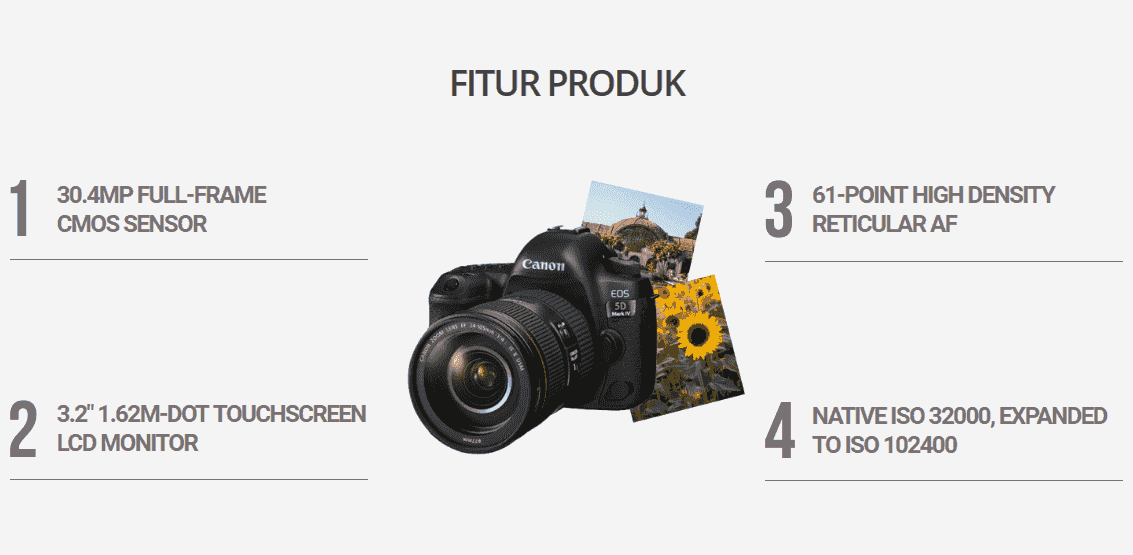 FITUR PRODUK
1
30.4MP FULL-FRAME
CMOS SENSOR
2
3.2" 1.62M-DOT TOUCHSCREEN
LCD MONITOR
Canon
EOS
5D
Mark IV
3
61-POINT HIGH DENSITY
RETICULAR AF
4
NATIVE ISO 32000, EXPANDED
TO ISO 102400